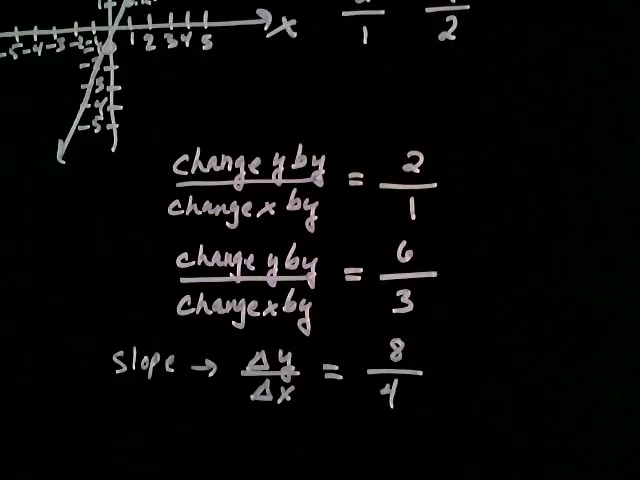 1
-5 -4 -3 -2 1 2 3 4 5 x
1 2
-3
-4
-5
change y by / change x by = 2 / 1
change y by / change x by = 6 / 3
slope → Δy / Δx = 8 / 4